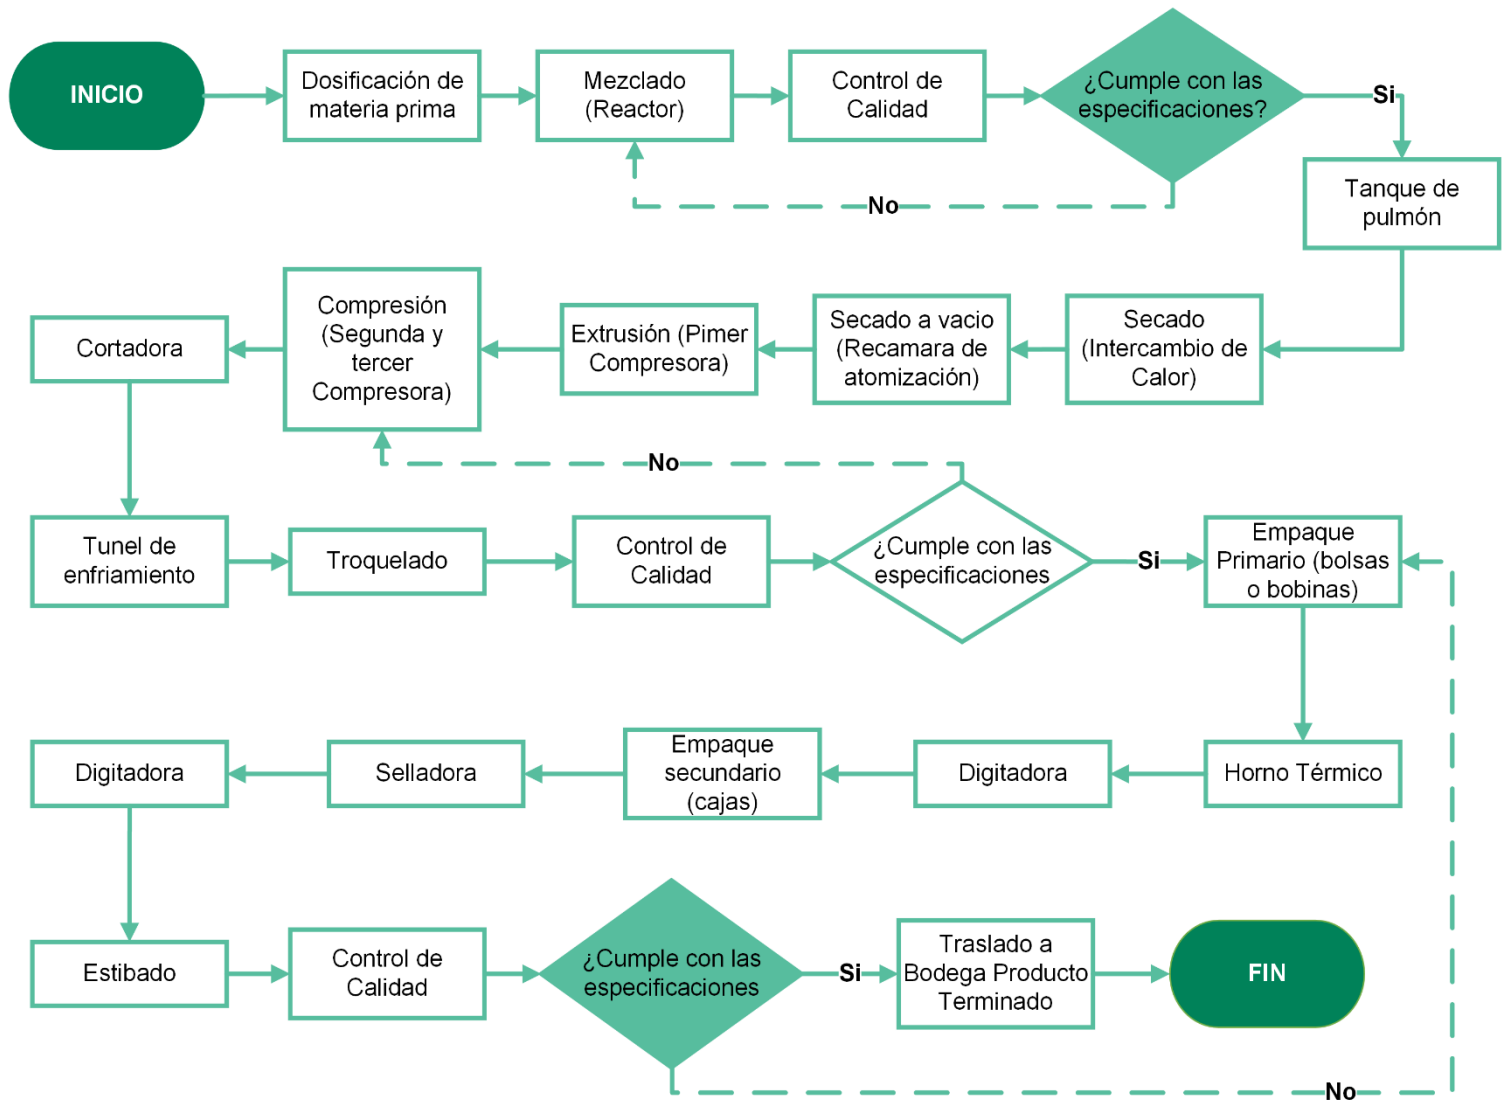 INICIO
Dosificación de
materia prima
Mezclado
(Reactor)
Control de
Calidad
¿Cumple con las
especificaciones?
Si
No
Tanque de
pulmón
Secado
(Intercambio de
Calor)
Secado a vacio
(Recamara de
atomización)
Extrusión (Pimer
Compresora)
Compresión
(Segunda y
tercer
Compresora)
Cortadora
No
Tunel de
enfriamiento
Troquelado
Control de
Calidad
¿Cumple con las
especificaciones
Si
Empaque
Primario (bolsas
o bobinas)
Horno Térmico
Digitadora
Empaque
secundario
(cajas)
Selladora
Digitadora
Estibado
Control de
Calidad
¿Cumple con las
especificaciones
Si
Traslado a
Bodega Producto
Terminado
FIN
No